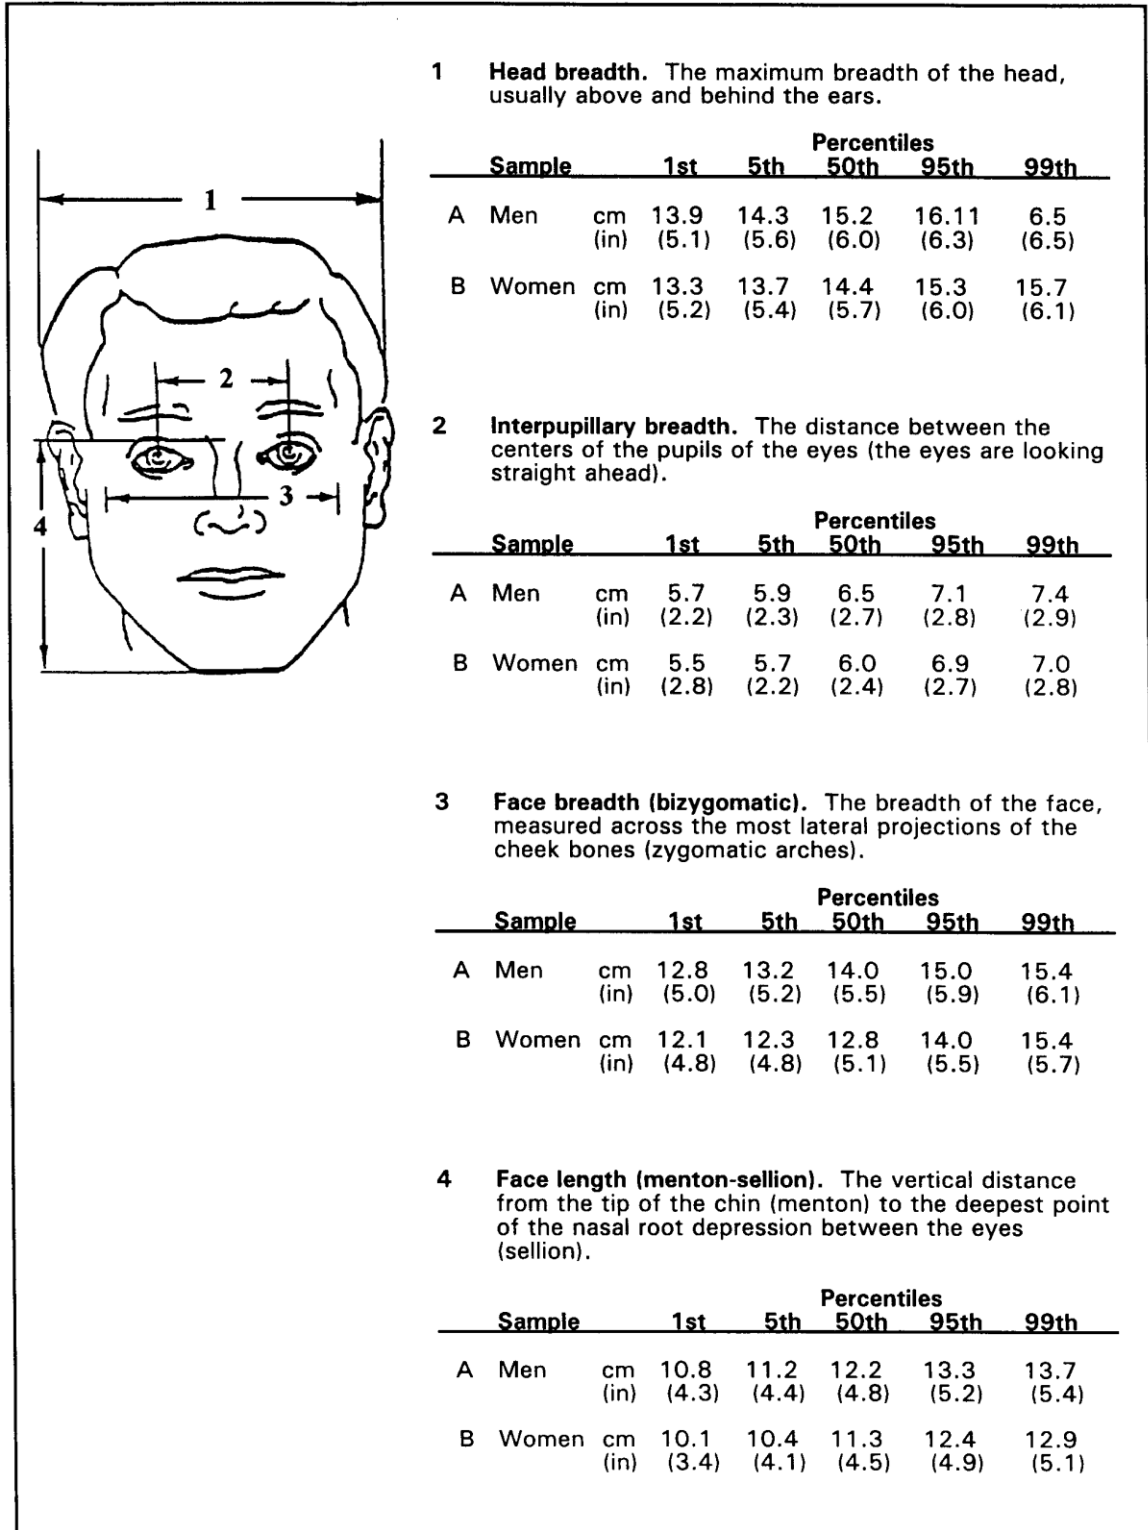 1 Head breadth. The maximum breadth of the head,
usually above and behind the ears.
Percentiles
Sample 1st 5th 50th 95th 99th
A Men cm 13.9 14.3 15.2 16.11 6.5
(in) (5.1) (5.6) (6.0) (6.3) (6.5)
B Women cm 13.3 13.7 14.4 15.3 15.7
(in) (5.2) (5.4) (5.7) (6.0) (6.1)
1
2
3
4
2 Interpupillary breadth. The distance between the
centers of the pupils of the eyes (the eyes are looking
straight ahead).
Percentiles
Sample 1st 5th 50th 95th 99th
A Men cm 5.7 5.9 6.5 7.1 7.4
(in) (2.2) (2.3) (2.7) (2.8) (2.9)
B Women cm 5.5 5.7 6.0 6.9 7.0
(in) (2.8) (2.2) (2.4) (2.7) (2.8)
3 Face breadth (bizygomatic). The breadth of the face,
measured across the most lateral projections of the
cheek bones (zygomatic arches).
Percentiles
Sample 1st 5th 50th 95th 99th
A Men cm 12.8 13.2 14.0 15.0 15.4
(in) (5.0) (5.2) (5.5) (5.9) (6.1)
B Women cm 12.1 12.3 12.8 14.0 15.4
(in) (4.8) (4.8) (5.1) (5.5) (5.7)
4 Face length (menton-sellion). The vertical distance
from the tip of the chin (menton) to the deepest point
of the nasal root depression between the eyes
(sellion).
Percentiles
Sample 1st 5th 50th 95th 99th
A Men cm 10.8 11.2 12.2 13.3 13.7
(in) (4.3) (4.4) (4.8) (5.2) (5.4)
B Women cm 10.1 10.4 11.3 12.4 12.9
(in) (3.4) (4.1) (4.5) (4.9) (5.1)